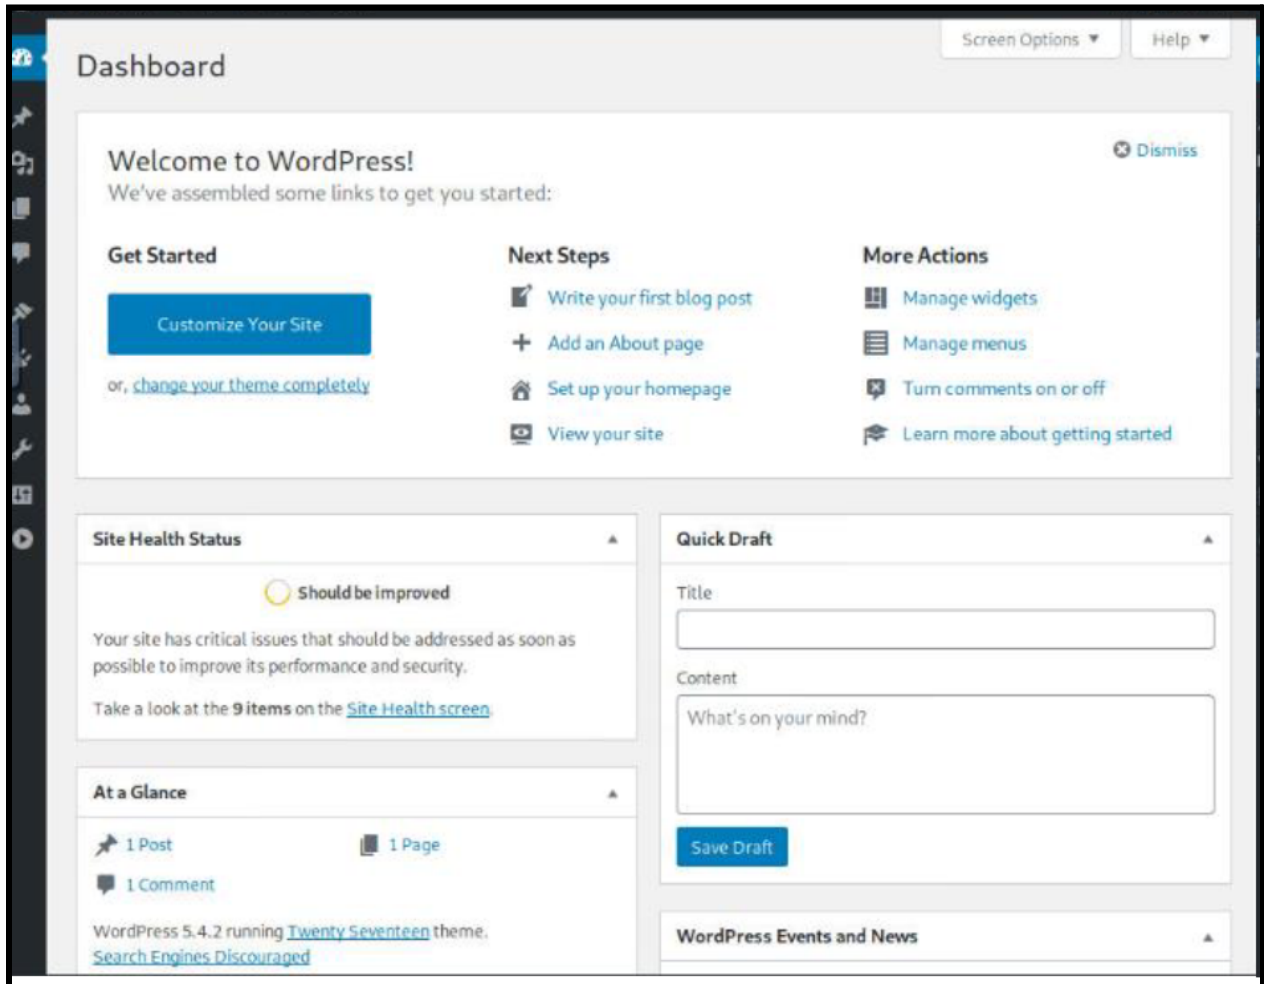 Screen Options ▼
Help ▼
Dashboard
Dismiss
Welcome to WordPress!
We've assembled some links to get you started:
Get Started
Customize Your Site
or, change your theme completely
Next Steps
Write your first blog post
Add an About page
Set up your homepage
View your site
More Actions
Manage widgets
Manage menus
Turn comments on or off
Learn more about getting started
Site Health Status
Should be improved
Your site has critical issues that should be addressed as soon as
possible to improve its performance and security.
Take a look at the 9 items on the Site Health screen.
At a Glance
1 Post
1 Page
1 Comment
WordPress 5.4.2 running Twenty Seventeen theme.
Search Engines Discouraged
Quick Draft
Title
Content
What's on your mind?
Save Draft
WordPress Events and News